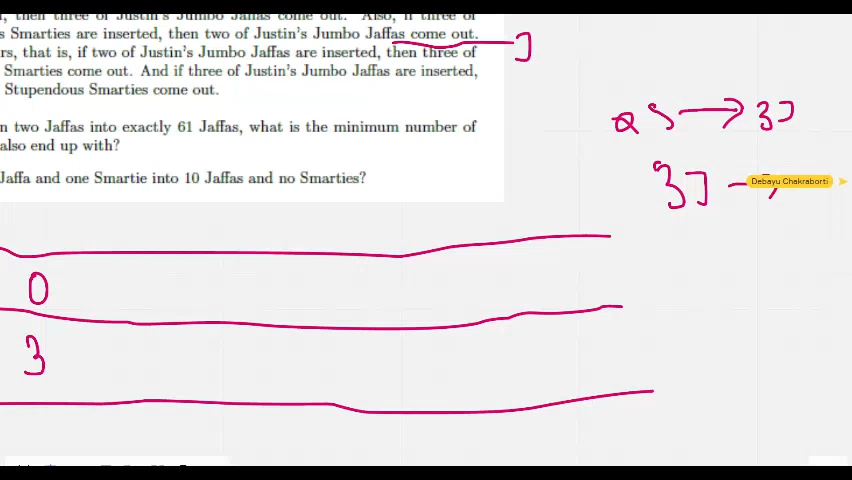 , then three of Justin's Jumbo Jaffas come out. Also, if three of
s Smarties are inserted, then two of Justin's Jumbo Jaffas come out.
rs, that is, if two of Justin's Jumbo Jaffas are inserted, then three of
Smarties come out. And if three of Justin's Jumbo Jaffas are inserted,
Stupendous Smarties come out.
J
2S → 3J
n two Jaffas into exactly 61 Jaffas, what is the minimum number of
also end up with?
Jaffa and one Smartie into 10 Jaffas and no Smarties?
3J →
Debayu Chakraborti
0
3